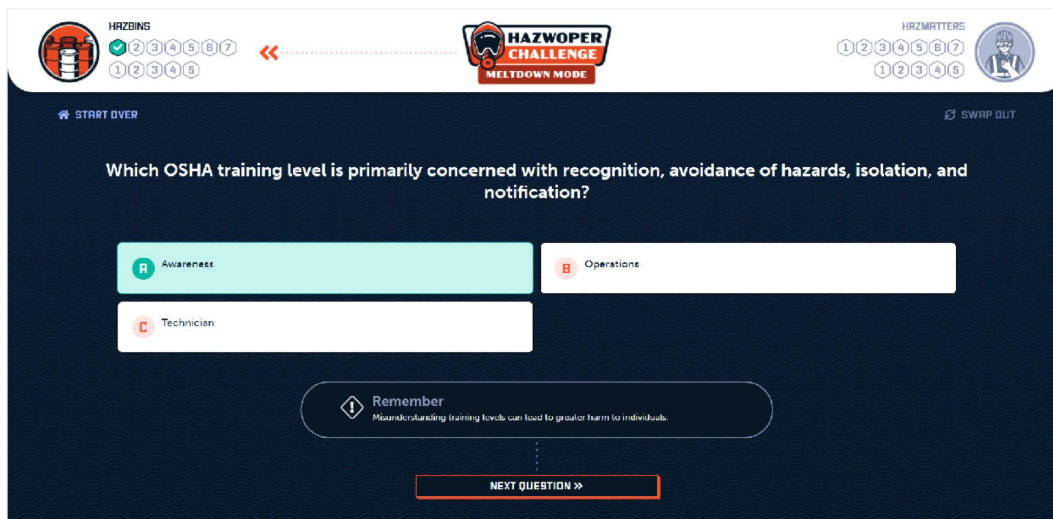 HAZBINS
2 3 4 5 6 7
1 2 3 4 5
HAZWOPER
CHALLENGE
MELTDOWN MODE
HAZMATTERS
1 2 3 4 5 6 7
1 2 3 4 5
START OVER
SWAP OUT
Which OSHA training level is primarily concerned with recognition, avoidance of hazards, isolation, and
notification?
A Awareness
B Operations
C Technician
Remember
Misunderstanding training levels can lead to greater harm to individuals.
NEXT QUESTION »